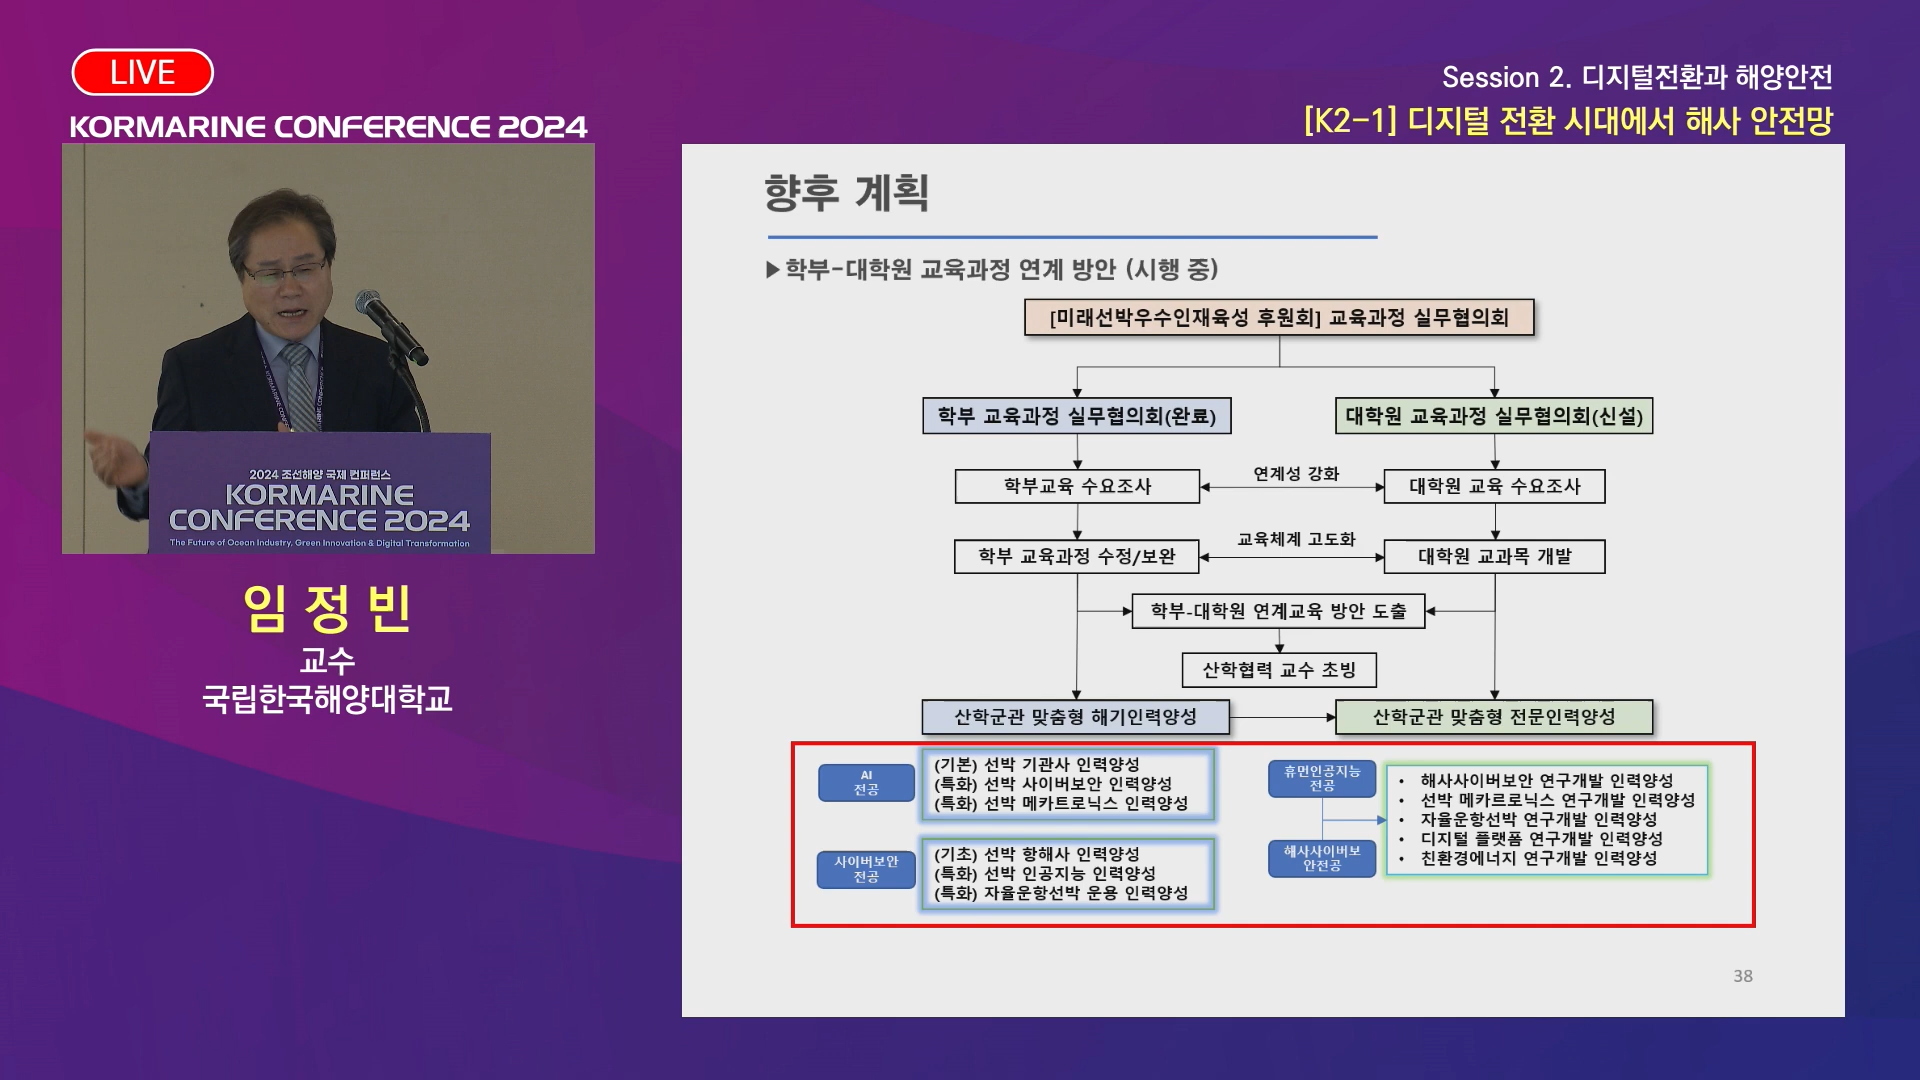 LIVE
KORMARINE CONFERENCE 2024
Session 2. 디지털전환과 해양안전
[K2-1] 디지털 전환 시대에서 해사 안전망
2024 조선해양 국제 컨퍼런스
KORMARINE
CONFERENCE 2024
The Future of Ocean Industry, Green Innovation & Digital Transformation
임 정 빈
교수
국립한국해양대학교
향후 계획
▶학부-대학원 교육과정 연계 방안 (시행 중)
[미래선박우수인재육성 후원회] 교육과정 실무협의회
학부 교육과정 실무협의회(완료)
대학원 교육과정 실무협의회(신설)
학부교육 수요조사
연계성 강화
대학원 교육 수요조사
학부 교육과정 수정/보완
교육체계 고도화
대학원 교과목 개발
학부-대학원 연계교육 방안 도출
산학협력 교수 초빙
산학군관 맞춤형 해기인력양성
산학군관 맞춤형 전문인력양성
AI
전공
(기본) 선박 기관사 인력양성
(특화) 선박 사이버보안 인력양성
(특화) 선박 메카트로닉스 인력양성
사이버보안
전공
(기초) 선박 항해사 인력양성
(특화) 선박 인공지능 인력양성
(특화) 자율운항선박 운용 인력양성
휴먼인공지능
전공
해사사이버보
안전공
• 해사사이버보안 연구개발 인력양성
• 선박 메카르로닉스 연구개발 인력양성
• 자율운항선박 연구개발 인력양성
• 디지털 플랫폼 연구개발 인력양성
• 친환경에너지 연구개발 인력양성
38